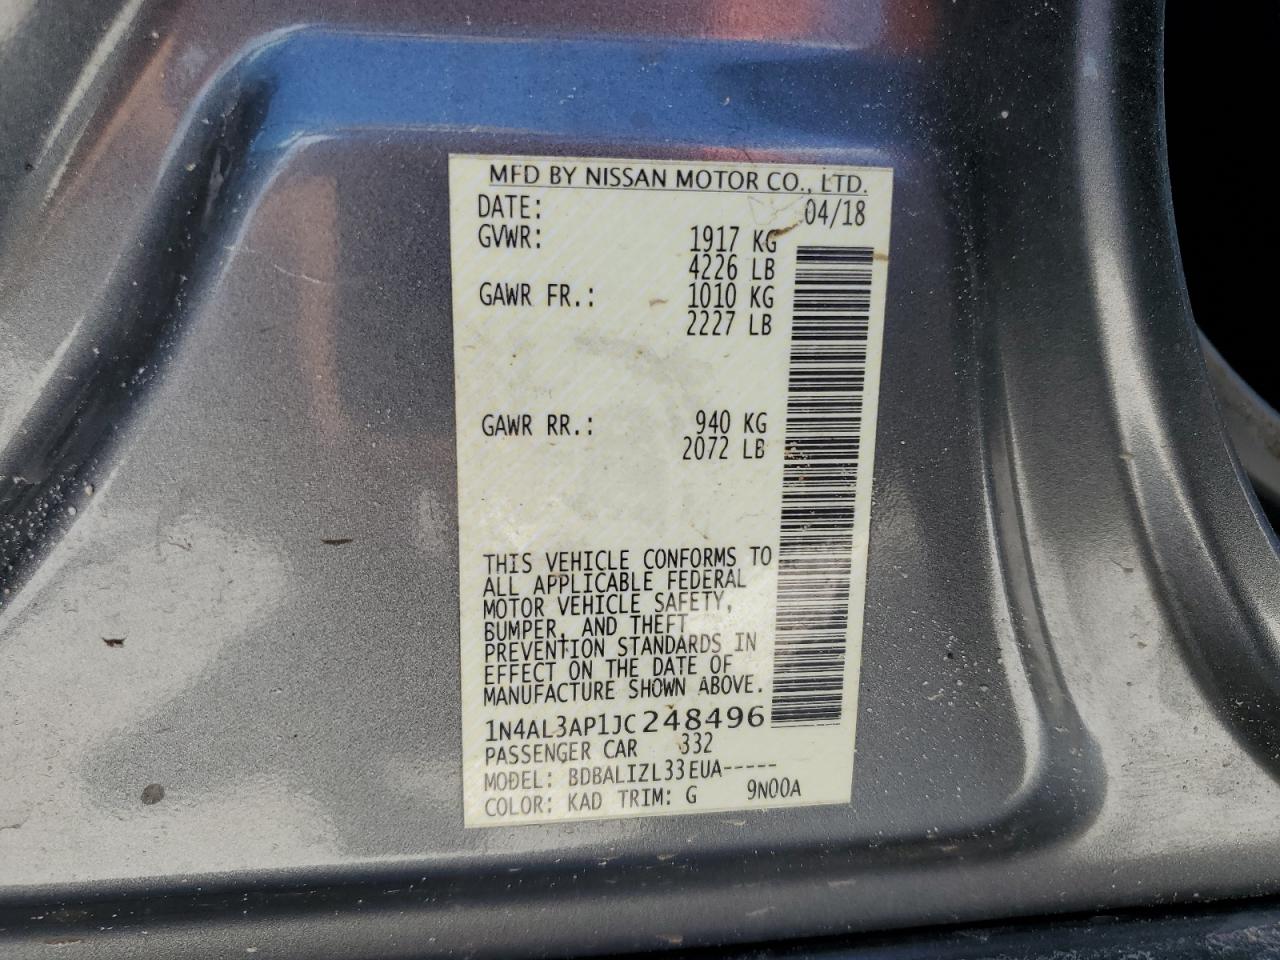 MFD BY NISSAN MOTOR CO., LTD.
DATE: 04/18
GVWR: 1917 KG
4226 LB
GAWR FR.: 1010 KG
2227 LB
GAWR RR.: 940 KG
2072 LB
THIS VEHICLE CONFORMS TO
ALL APPLICABLE FEDERAL
MOTOR VEHICLE SAFETY,
BUMPER, AND THEFT
PREVENTION STANDARDS IN
EFFECT ON THE DATE OF
MANUFACTURE SHOWN ABOVE.
1N4AL3AP1JC248496
PASSENGER CAR 332
MODEL: BDBALIZL33EUA-----
COLOR: KAD TRIM: G 9N00A